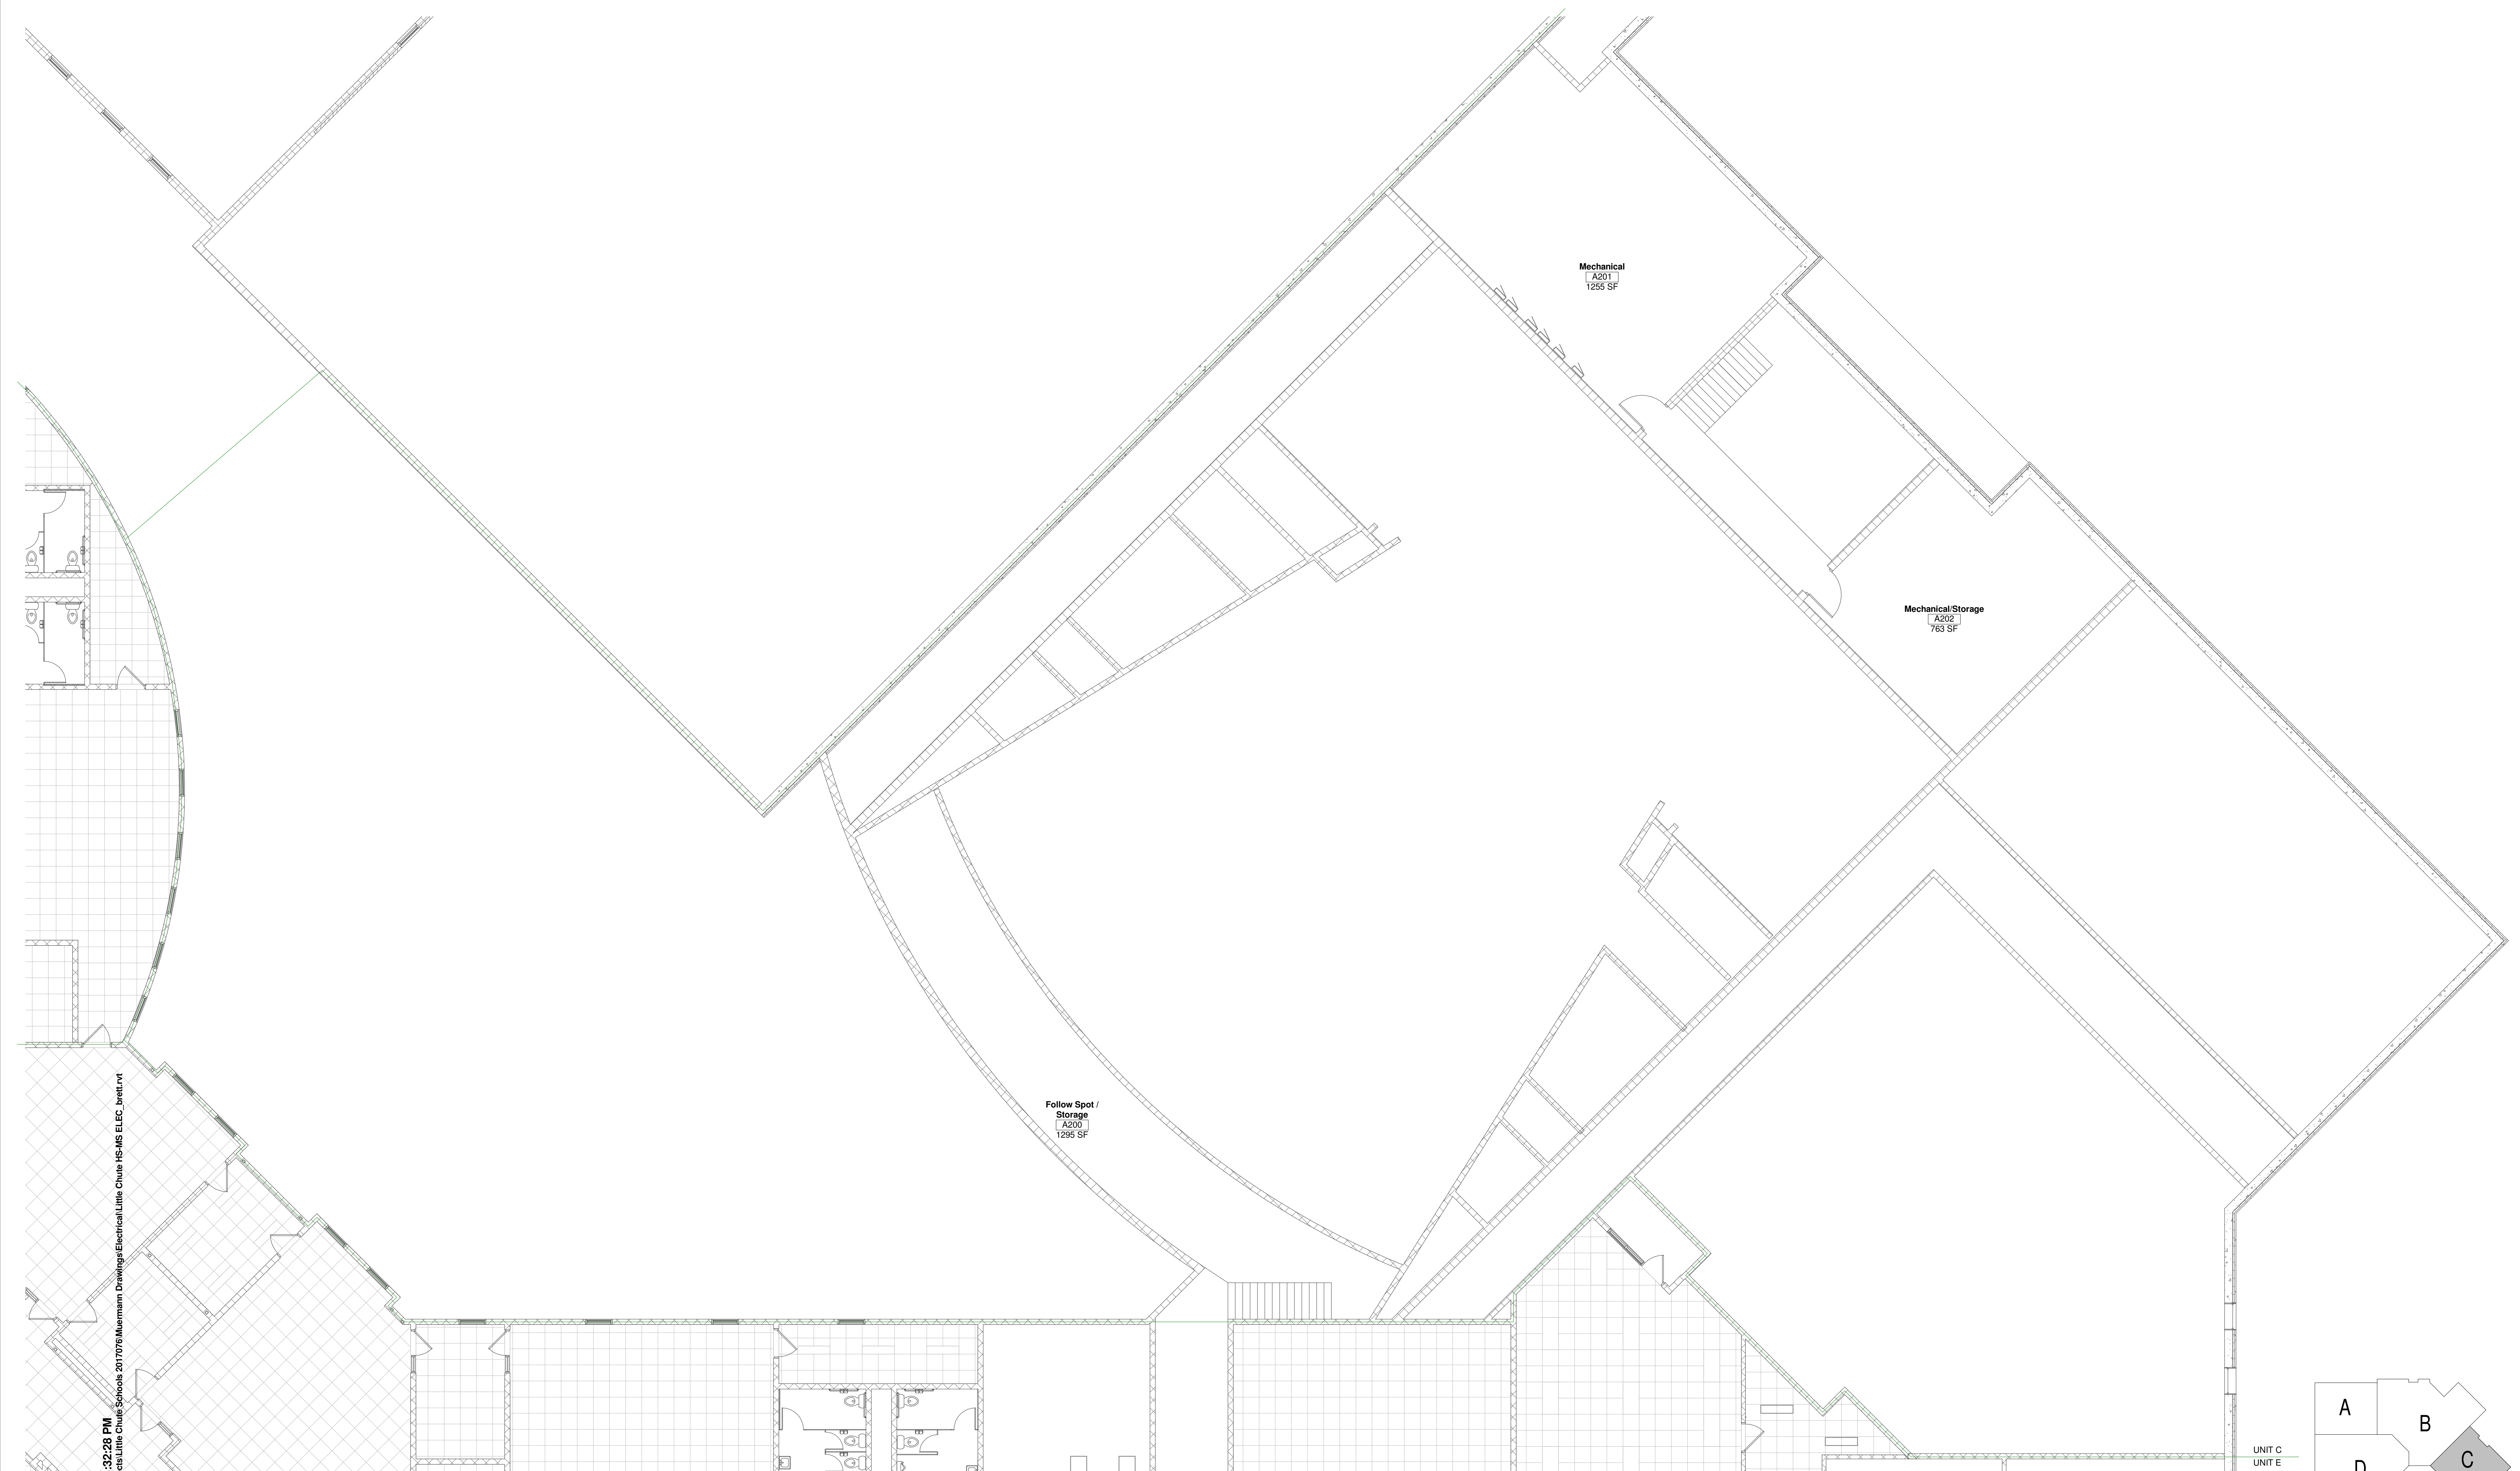 Mechanical
A201
1255 SF
Mechanical/Storage
A202
763 SF
Follow Spot /
Storage
A200
1295 SF
:32:28 PM
cts\Little Chute Schools 2017076\Muermann Drawings\Electrical\Little Chute HS-MS ELEC_brett.rvt
A
B
C
D
UNIT C
UNIT E